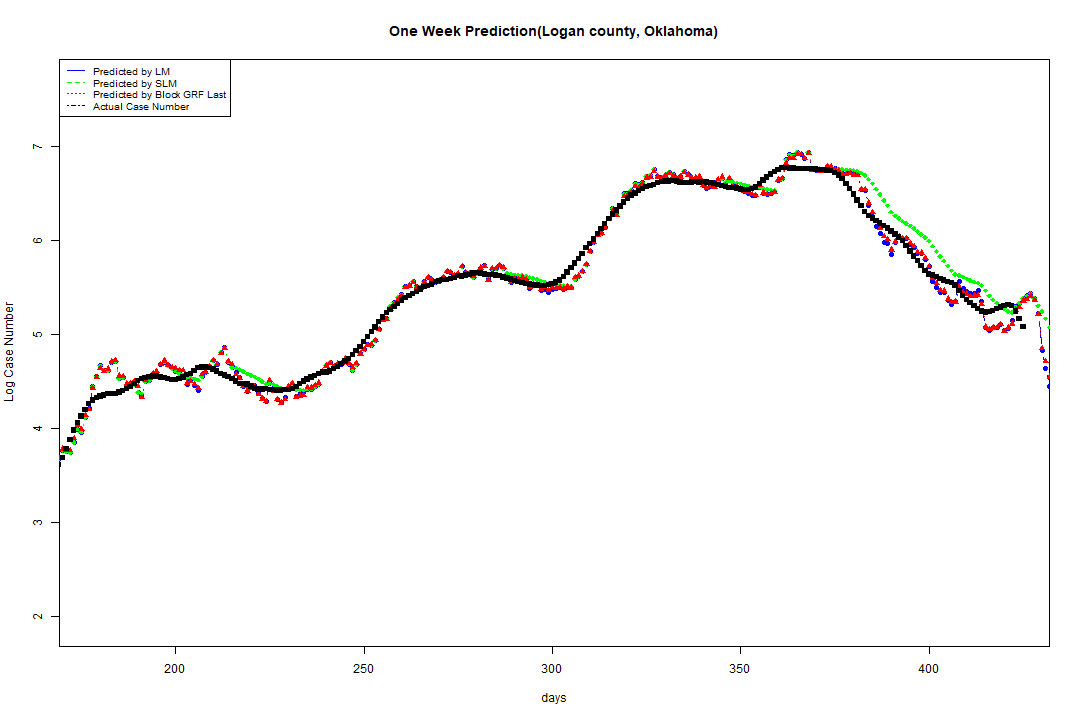 One Week Prediction(Logan county, Oklahoma)
Predicted by LM
Predicted by SLM
Predicted by Block GRF Last
Actual Case Number
7
6
5
4
3
2
Log Case Number
200 250 300 350 400
days